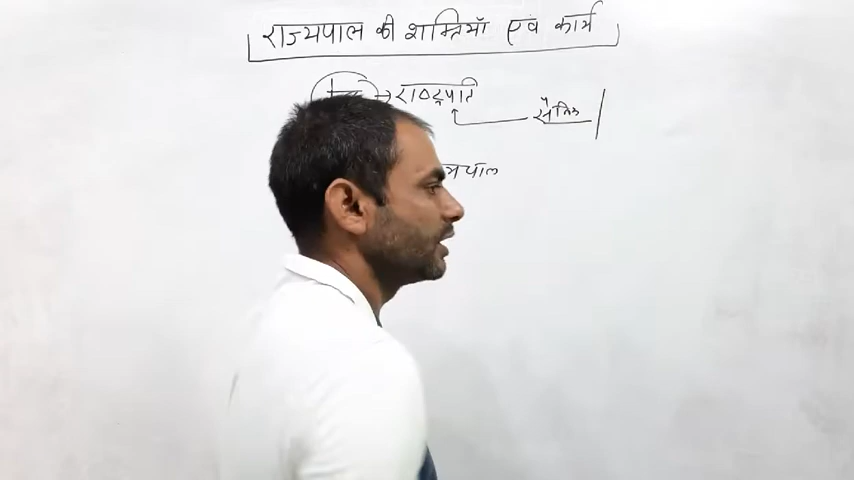 राज्यपाल की शक्तियाँ एवं कार्य
राष्ट्रपति सैनिक